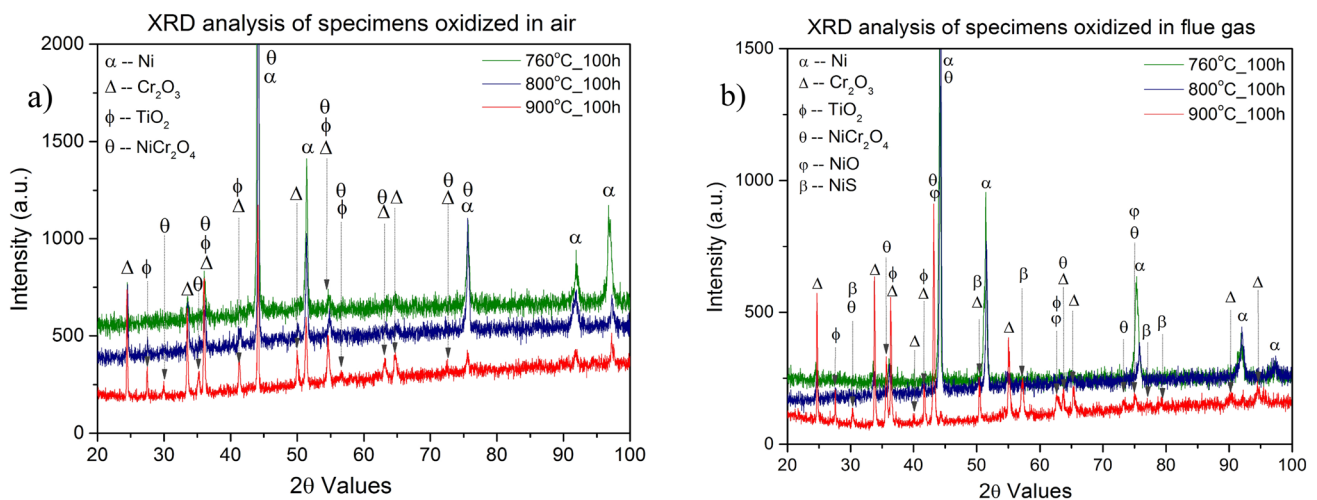 XRD analysis of specimens oxidized in air
a)
α -- Ni
Δ -- Cr₂O₃
ϕ -- TiO₂
θ -- NiCr₂O₄
760°C_100h
800°C_100h
900°C_100h
Intensity (a.u.)
2000
1500
1000
500
0
Δ
ϕ
θ
Δ
θ
θ
ϕ
Δ
ϕ
Δ
θ
α
Δ
α
θ
ϕ
Δ
θ
ϕ
θ
Δ
Δ
θ
Δ
θ
α
α
α
20 30 40 50 60 70 80 90 100
2θ Values
XRD analysis of specimens oxidized in flue gas
b)
α -- Ni
Δ -- Cr₂O₃
ϕ -- TiO₂
θ -- NiCr₂O₄
φ -- NiO
β -- NiS
760°C_100h
800°C_100h
900°C_100h
Intensity (a.u.)
1500
1000
500
0
Δ
ϕ
β
θ
Δ
θ
ϕ
Δ
Δ
ϕ
Δ
θ
φ
α
θ
β
Δ
α
Δ
β
ϕ
φ
θ
Δ
Δ
θ
φ
θ
α
β
β
Δ
α
Δ
α
20 30 40 50 60 70 80 90 100
2θ Values